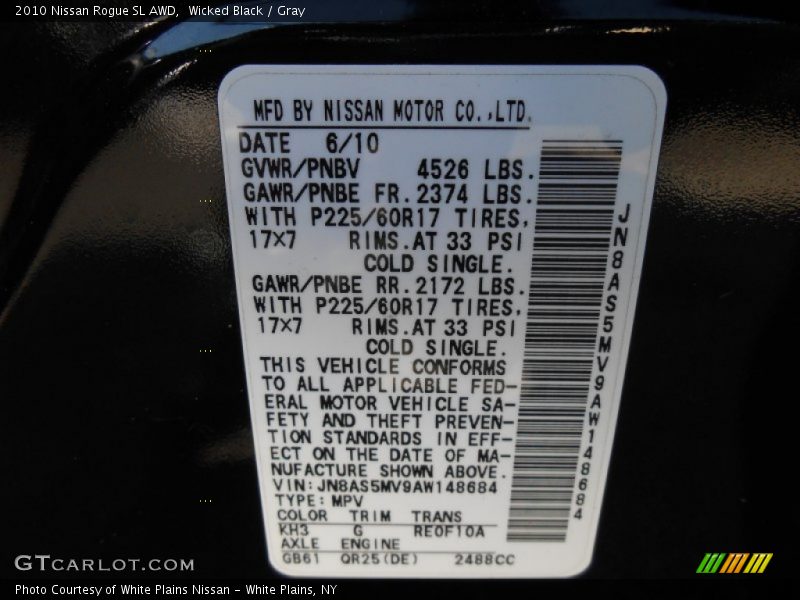 2010 Nissan Rogue SL AWD,  Wicked Black / Gray
MFD BY NISSAN MOTOR CO.,LTD.
DATE 6/10
GVWR/PNBV 4526 LBS.
GAWR/PNBE FR.2374 LBS.
WITH P225/60R17 TIRES,
17×7 RIMS.AT 33 PSI
COLD SINGLE.
GAWR/PNBE RR.2172 LBS.
WITH P225/60R17 TIRES,
17×7 RIMS.AT 33 PSI
COLD SINGLE.
THIS VEHICLE CONFORMS
TO ALL APPLICABLE FED-
ERAL MOTOR VEHICLE SA-
FETY AND THEFT PREVEN-
TION STANDARDS IN EFF-
ECT ON THE DATE OF MA-
NUFACTURE SHOWN ABOVE.
VIN:JN8AS5MV9AW148684
TYPE:MPV
COLOR TRIM TRANS
KH3 G RE0F10A
AXLE ENGINE
GB61 QR25(DE) 2488CC
JN8AS5MV9AW148684
GTCARLOT.COM
Photo Courtesy of White Plains Nissan - White Plains, NY